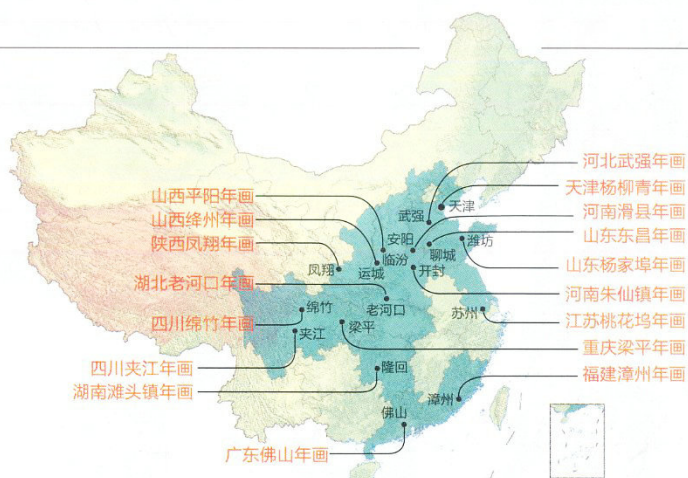 河北武强年画
天津杨柳青年画
河南滑县年画
山东东昌年画
山东杨家埠年画
河南朱仙镇年画
江苏桃花坞年画
重庆梁平年画
福建漳州年画
山西平阳年画
山西绛州年画
陕西凤翔年画
湖北老河口年画
四川绵竹年画
四川夹江年画
湖南滩头镇年画
广东佛山年画
天津
武强
安阳
潍坊
聊城
临汾
运城
开封
凤翔
老河口
绵竹
苏州
梁平
夹江
隆回
漳州
佛山